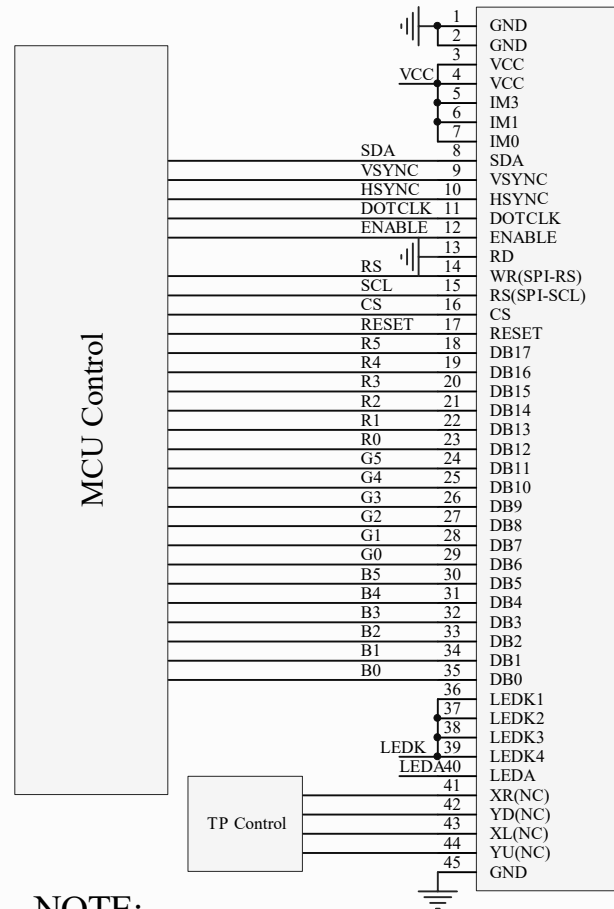 MCU Control
1 GND
2 GND
3 VCC
VCC 4 VCC
5 IM3
6 IM1
7 IM0
SDA 8 SDA
VSYNC 9 VSYNC
HSYNC 10 HSYNC
DOTCLK 11 DOTCLK
ENABLE 12 ENABLE
13 RD
RS 14 WR(SPI-RS)
SCL 15 RS(SPI-SCL)
CS 16 CS
RESET 17 RESET
R5 18 DB17
R4 19 DB16
R3 20 DB15
R2 21 DB14
R1 22 DB13
R0 23 DB12
G5 24 DB11
G4 25 DB10
G3 26 DB9
G2 27 DB8
G1 28 DB7
G0 29 DB6
B5 30 DB5
B4 31 DB4
B3 32 DB3
B2 33 DB2
B1 34 DB1
B0 35 DB0
36 LEDK1
37 LEDK2
38 LEDK3
LEDK 39 LEDK4
LEDA 40 LEDA
TP Control
41 XR(NC)
42 YD(NC)
43 XL(NC)
44 YU(NC)
45 GND
NOTE: